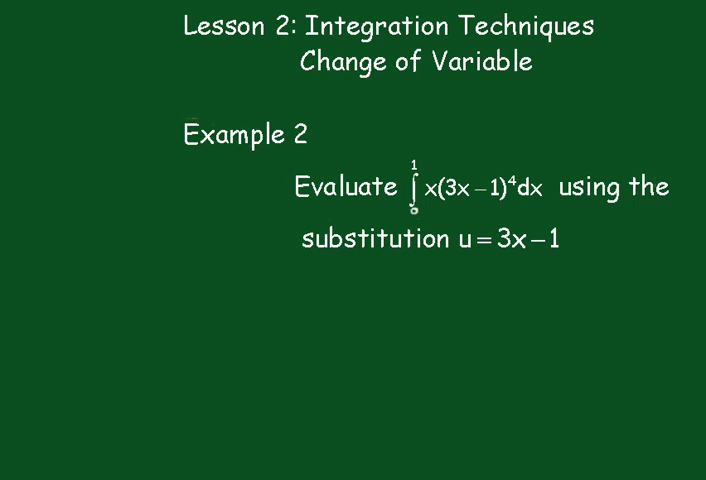 Lesson 2: Integration Techniques
Change of Variable
Example 2
Evaluate ∫₀¹ x(3x – 1)⁴dx using the
substitution u = 3x – 1